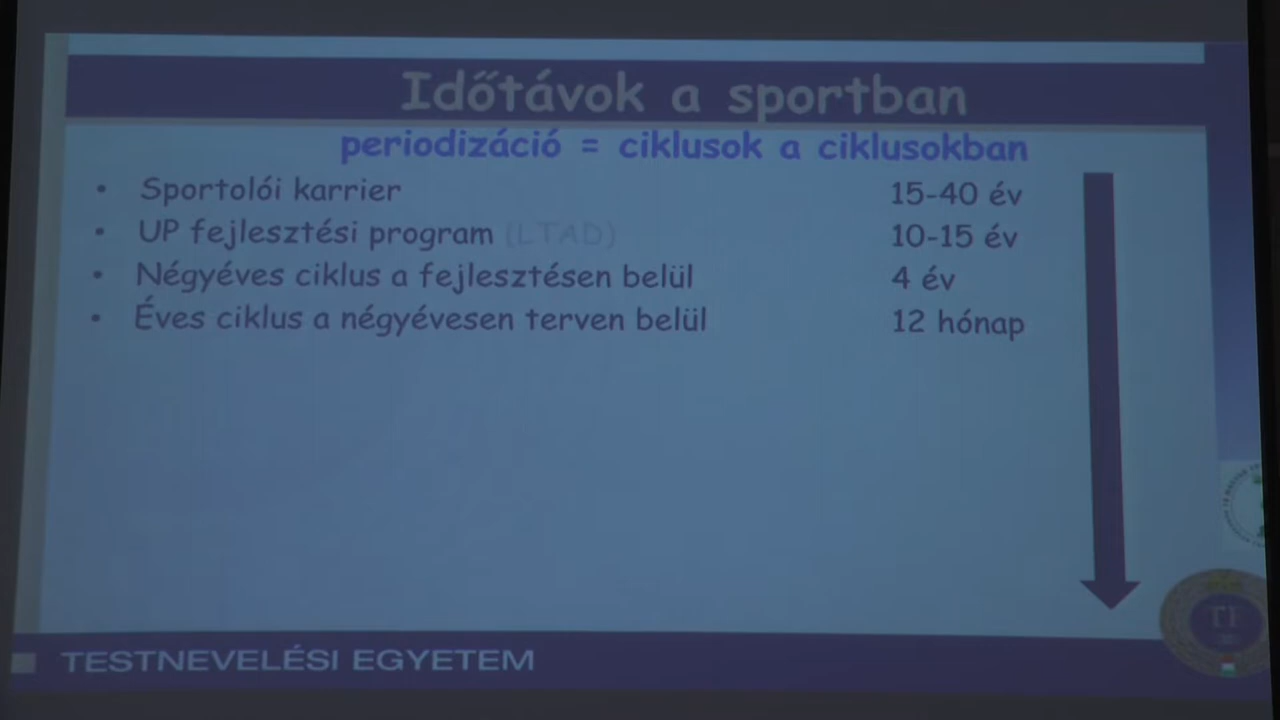 Időtávok a sportban
periodizáció = ciklusok a ciklusokban
• Sportolói karrier 15-40 év
• UP fejlesztési program (LTAD) 10-15 év
• Négyéves ciklus a fejlesztésen belül 4 év
• Éves ciklus a négyévesen terven belül 12 hónap
TESTNEVELÉSI EGYETEM